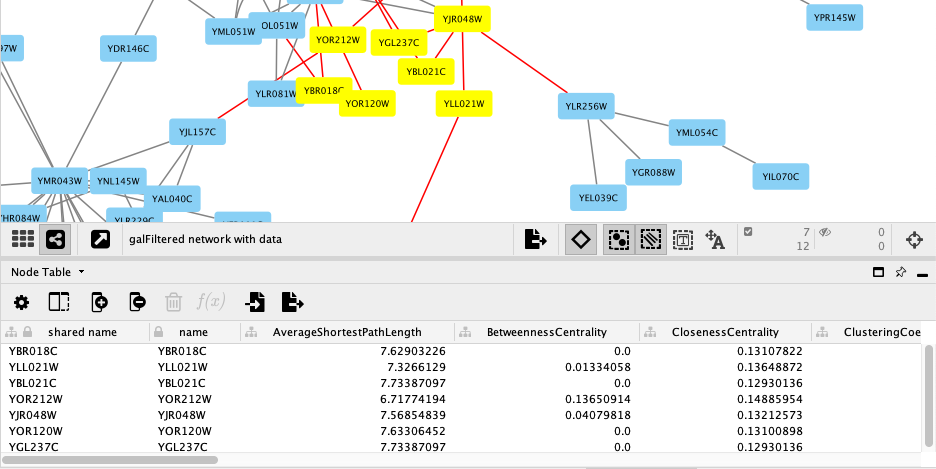 YPR145W
YJR048W
YML051W
OL051W
YOR212W
YGL237C
97W
YDR146C
YBL021C
YLR081W
YBR018C
YOR120W
YLL021W
YLR256W
YJL157C
YML054C
YGR088W
YIL070C
YMR043W
YNL145W
YAL040C
YEL039C
YHR084W
YLR229C
galFiltered network with data
7
12
0
0
Node Table
f(x)
shared name name AverageShortestPathLength BetweennessCentrality ClosenessCentrality ClusteringCoe
YBR018C YBR018C 7.62903226 0.0 0.13107822
YLL021W YLL021W 7.3266129 0.01334058 0.13648872
YBL021C YBL021C 7.73387097 0.0 0.12930136
YOR212W YOR212W 6.71774194 0.13650914 0.14885954
YJR048W YJR048W 7.56854839 0.04079818 0.13212573
YOR120W YOR120W 7.63306452 0.0 0.13100898
YGL237C YGL237C 7.73387097 0.0 0.12930136